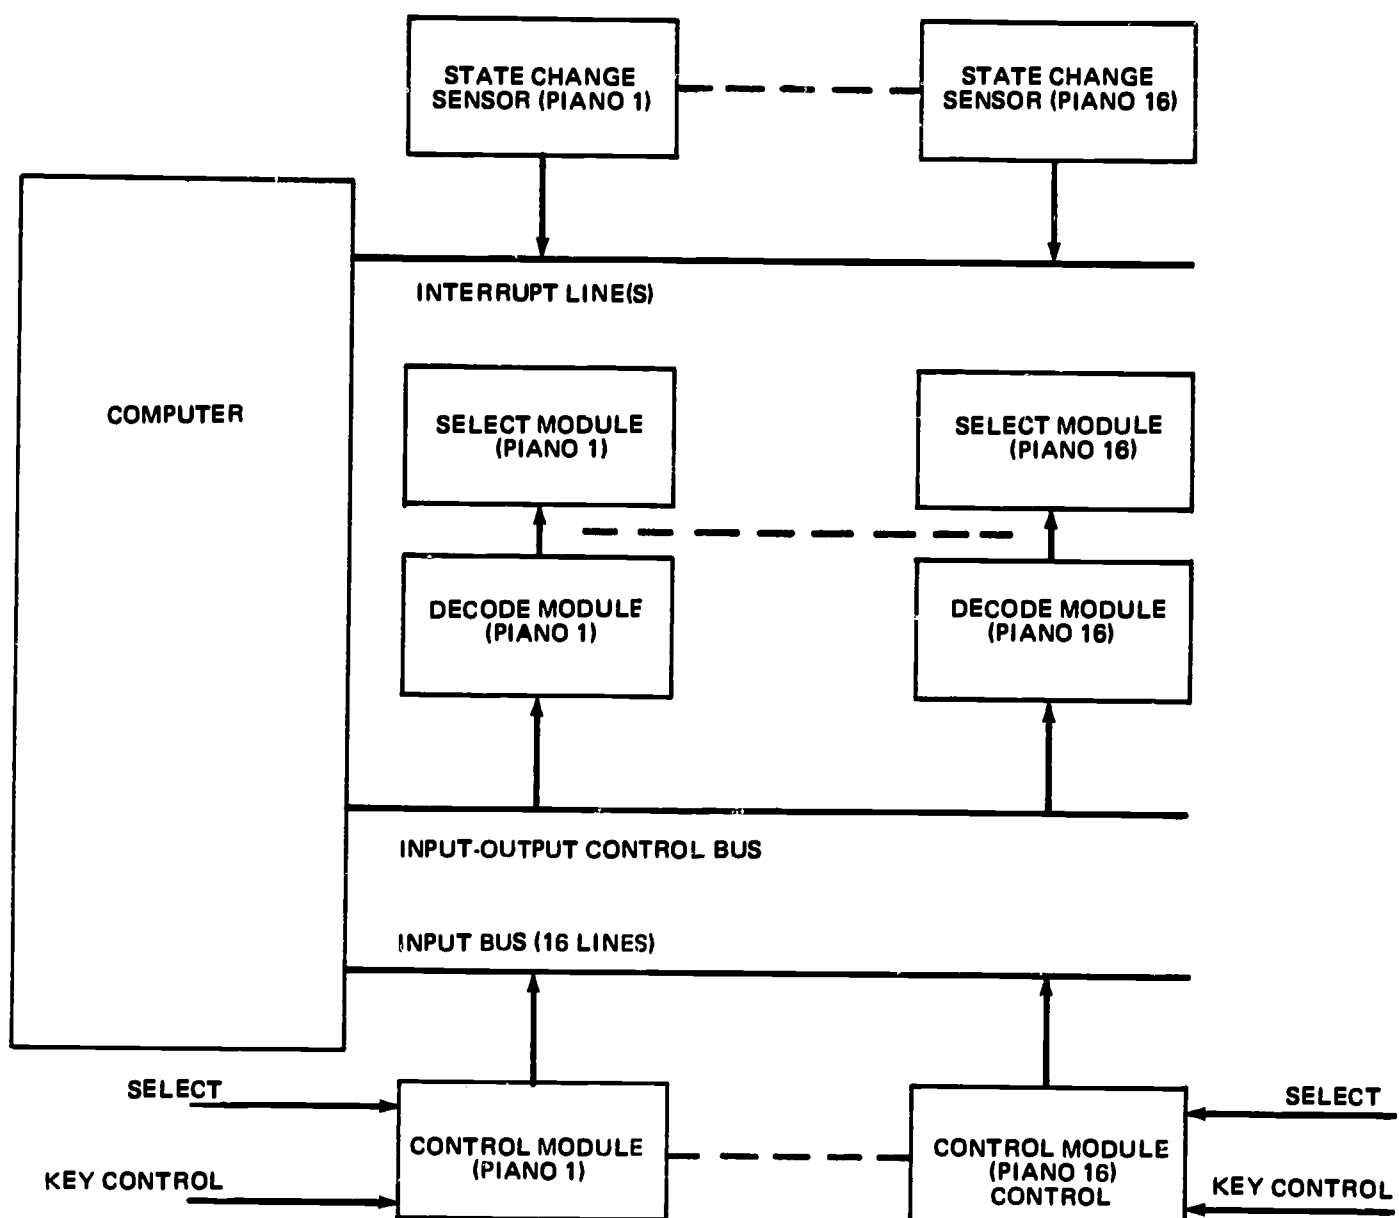 STATE CHANGE
SENSOR (PIANO 1)
STATE CHANGE
SENSOR (PIANO 16)
INTERRUPT LINE(S)
COMPUTER
SELECT MODULE
(PIANO 1)
SELECT MODULE
(PIANO 16)
DECODE MODULE
(PIANO 1)
DECODE MODULE
(PIANO 16)
INPUT-OUTPUT CONTROL BUS
INPUT BUS (16 LINES)
SELECT
KEY CONTROL
CONTROL MODULE
(PIANO 1)
CONTROL MODULE
(PIANO 16)
CONTROL
SELECT
KEY CONTROL